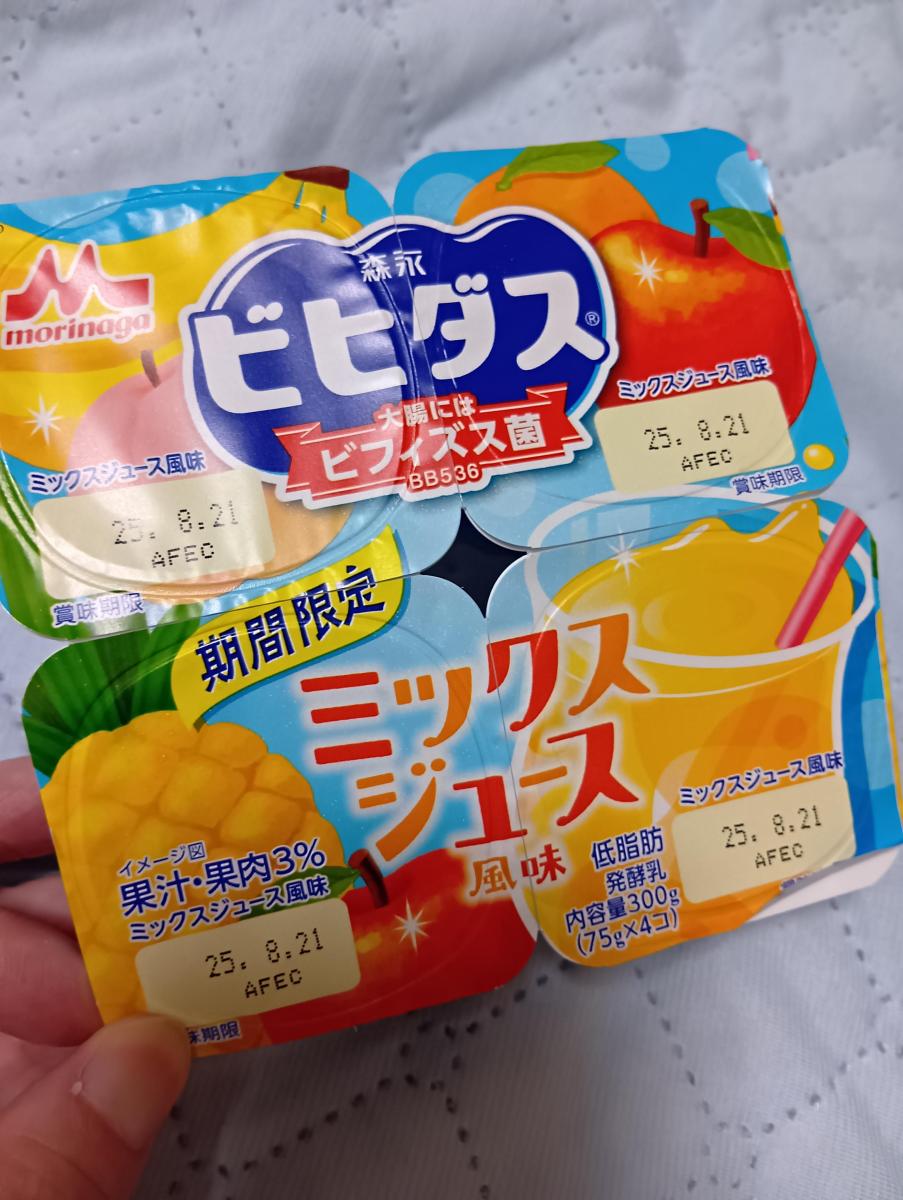 morinaga
森永
ビヒダス®
大腸には
ビフィズス菌
BB536
ミックスジュース風味
25. 8.21
AFEC
賞味期限
ミックスジュース風味
25. 8.21
AFEC
賞味期限
期間限定
ミックス
ジュース
風味
イメージ図
果汁・果肉3%
ミックスジュース風味
25. 8.21
AFEC
味期限
低脂肪
発酵乳
内容量300g
(75g×4コ)
ミックスジュース風味
25. 8.21
AFEC